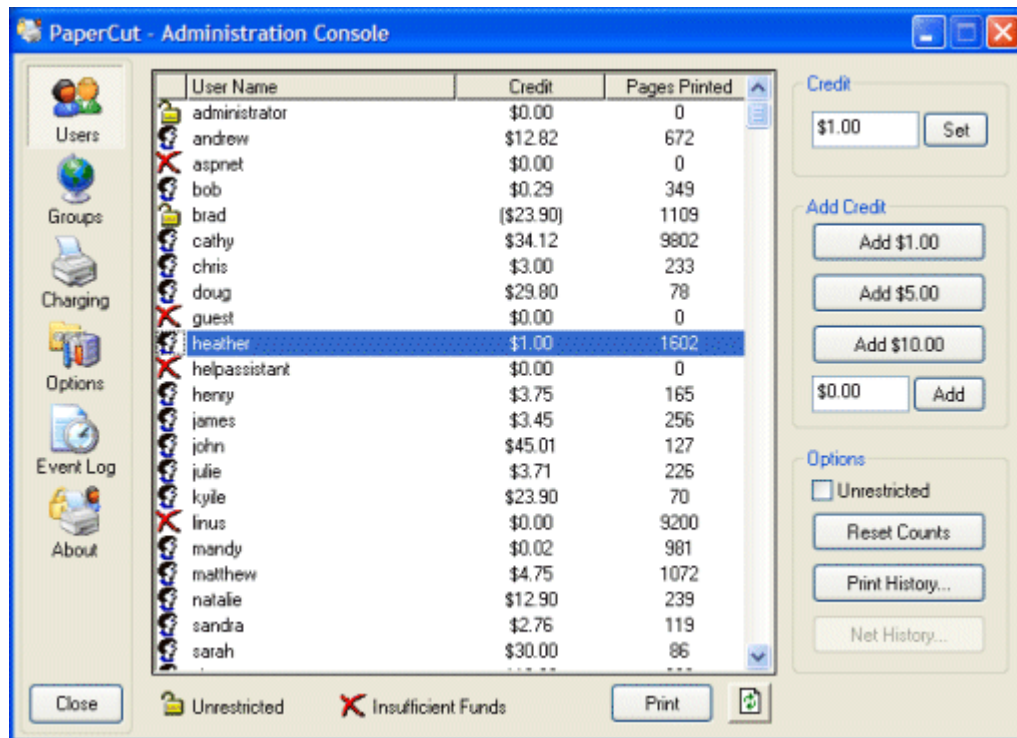 PaperCut - Administration Console
Users
Groups
Charging
Options
Event Log
About
Close
User Name Credit Pages Printed
administrator $0.00 0
andrew $12.82 672
aspnet $0.00 0
bob $0.29 349
brad ($23.90) 1109
cathy $34.12 9802
chris $3.00 233
doug $29.80 78
guest $0.00 0
heather $1.00 1602
helpassistant $0.00 0
henry $3.75 165
james $3.45 256
john $45.01 127
julie $3.71 226
kyile $23.90 70
linus $0.00 9200
mandy $0.02 981
matthew $4.75 1072
natalie $12.90 239
sandra $2.76 119
sarah $30.00 86
Unrestricted Insufficient Funds Print
Credit
$1.00 Set
Add Credit
Add $1.00
Add $5.00
Add $10.00
$0.00 Add
Options
Unrestricted
Reset Counts
Print History...
Net History...